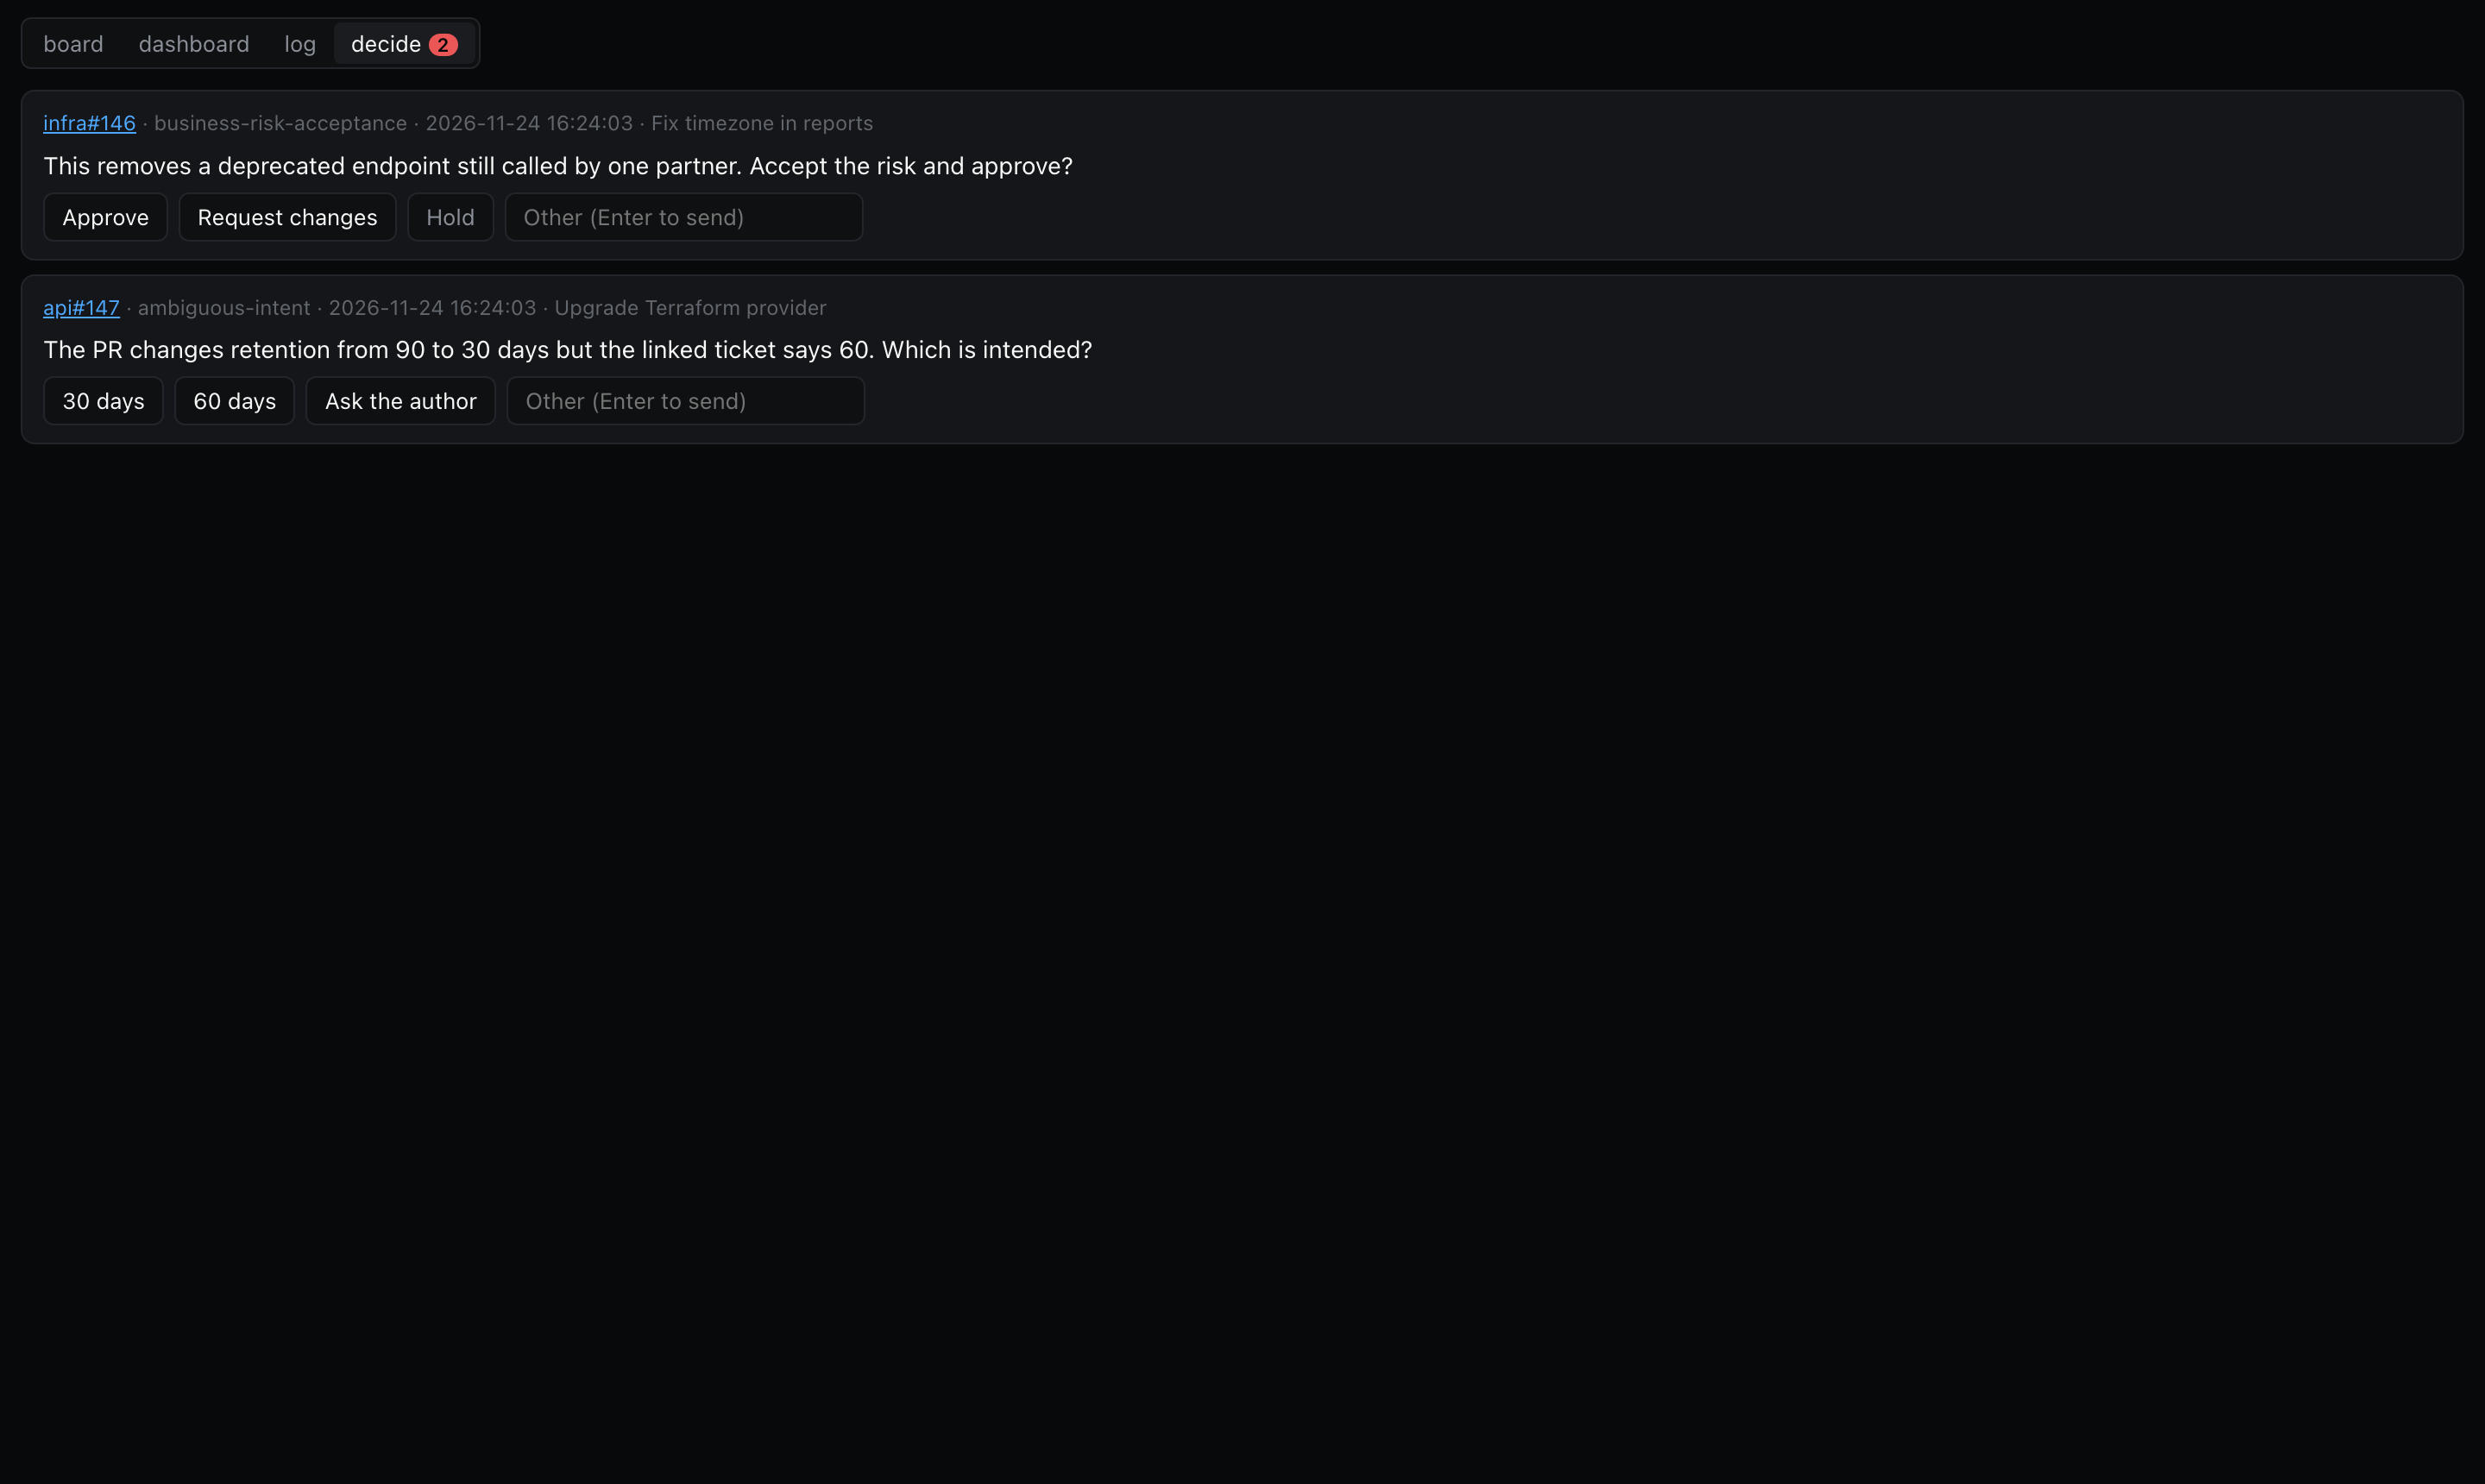 board dashboard log decide 2
infra#146 · business-risk-acceptance · 2026-11-24 16:24:03 · Fix timezone in reports
This removes a deprecated endpoint still called by one partner. Accept the risk and approve?
Approve Request changes Hold Other (Enter to send)
api#147 · ambiguous-intent · 2026-11-24 16:24:03 · Upgrade Terraform provider
The PR changes retention from 90 to 30 days but the linked ticket says 60. Which is intended?
30 days 60 days Ask the author Other (Enter to send)